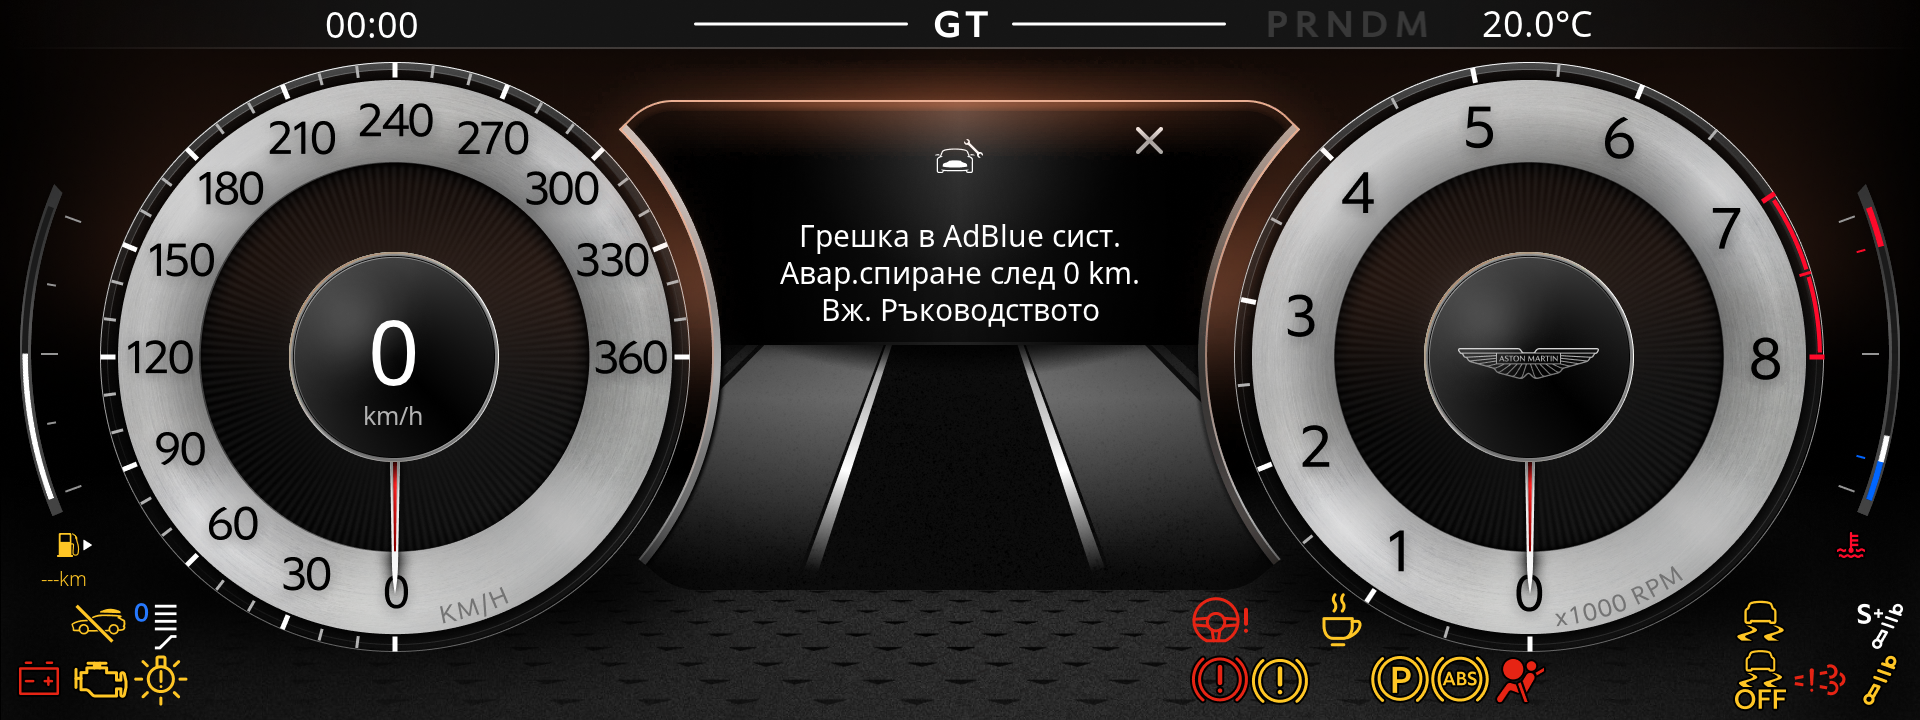 00:00
GT
PRNDM
20.0°C
Грешка в AdBlue сист.
Авар.спиране след 0 km.
Вж. Ръководството
0
30
60
90
120
150
180
210
240
270
300
330
360
KM/H
0
km/h
0
1
2
3
4
5
6
7
8
x1000 RPM
ASTON MARTIN
---km
0
P
ABS
OFF
S+